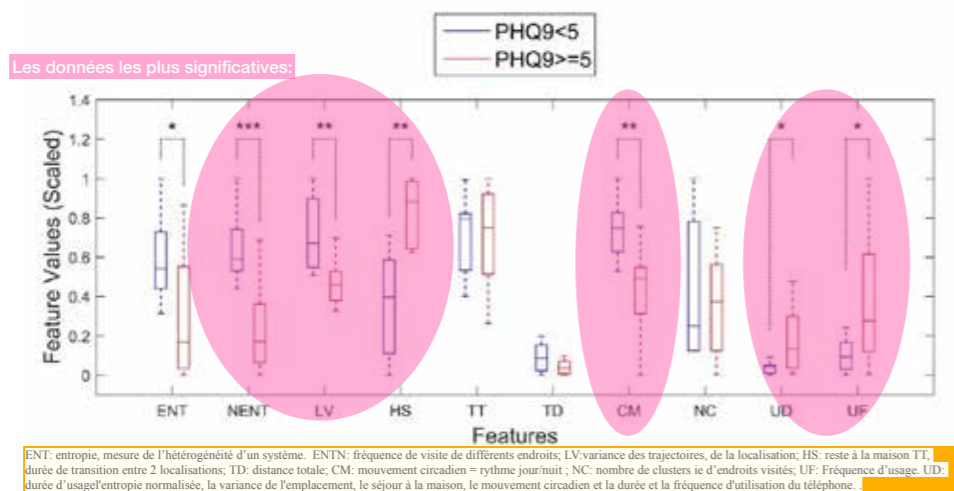 PHQ9<5
PHQ9>=5
Les données les plus significatives:
1.4
1.2
1
0.8
0.6
0.4
0.2
0
Feature Values (Scaled)
* *** ** ** ** * *
ENT NENT LV HS TT TD CM NC UD UF
Features
ENT: entropie, mesure de l'hétérogénéité d'un système. ENTN: fréquence de visite de différents endroits; LV:variance des trajectoires, de la localisation; HS: reste à la maison TT,
durée de transition entre 2 localisations; TD: distance totale; CM: mouvement circadien = rythme jour/nuit ; NC: nombre de clusters ie d'endroits visités; UF: Fréquence d'usage. UD:
durée d'usagel'entropie normalisée, la variance de l'emplacement, le séjour à la maison, le mouvement circadien et la durée et la fréquence d'utilisation du téléphone. .